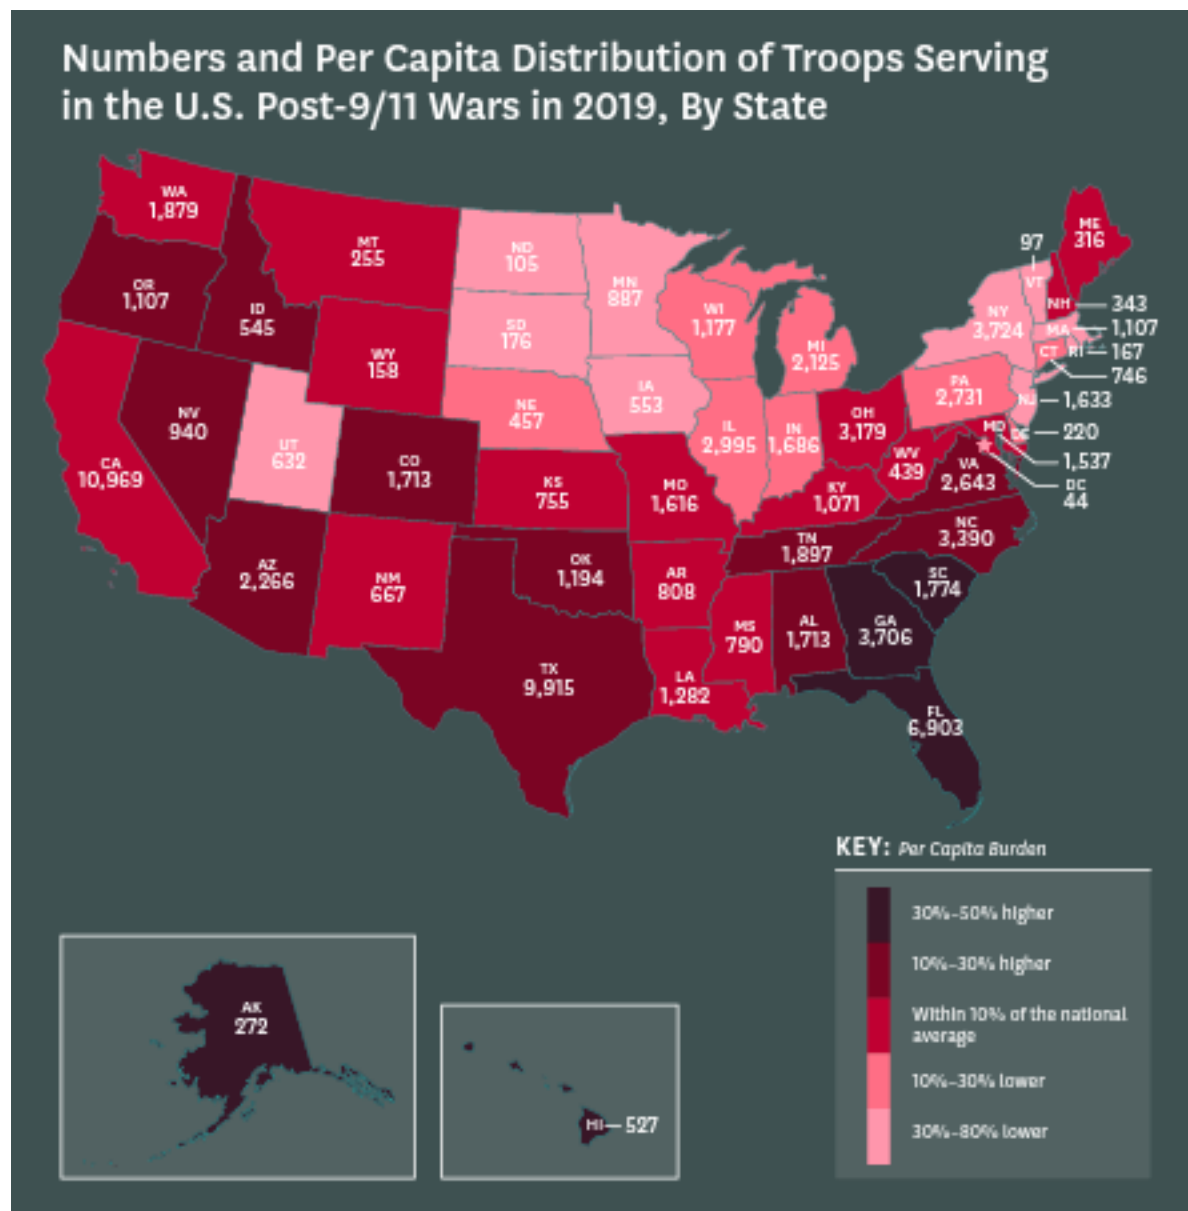 Numbers and Per Capita Distribution of Troops Serving
in the U.S. Post-9/11 Wars in 2019, By State
WA
1,879
OR
1,107
ID
545
MT
255
WY
158
ND
105
SD
176
NE
457
MN
887
IA
553
WI
1,177
MI
2,125
IL
2,995
IN
1,686
OH
3,179
PA
2,731
NY
3,724
97
VT
ME
316
NH
343
MA
1,107
RI
167
CT
746
NJ
1,633
DE
220
MD
1,537
DC
44
CA
10,969
NV
940
UT
632
CO
1,713
KS
755
MO
1,616
KY
1,071
WV
439
VA
2,643
NC
3,390
TN
1,897
SC
1,774
GA
3,706
AL
1,713
MS
790
AR
808
LA
1,282
OK
1,194
TX
9,915
NM
667
AZ
2,266
FL
6,903
AK
272
HI
527
KEY: Per Capita Burden
30%-50% higher
10%-30% higher
Within 10% of the national
average
10%-30% lower
30%-80% lower